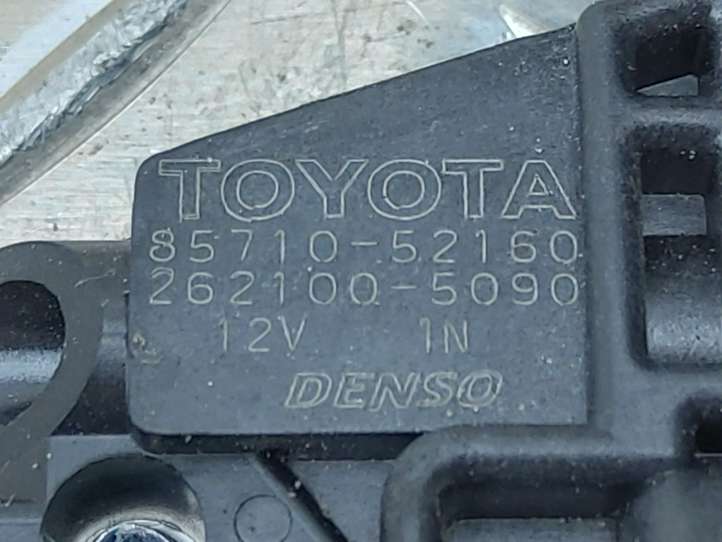 TOYOTA
85710-52160
262100-5090
12V 1N
DENSO